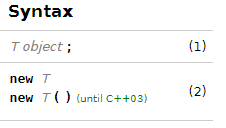 Syntax
T object ; (1)
new T
new T ( ) (until C++03) (2)